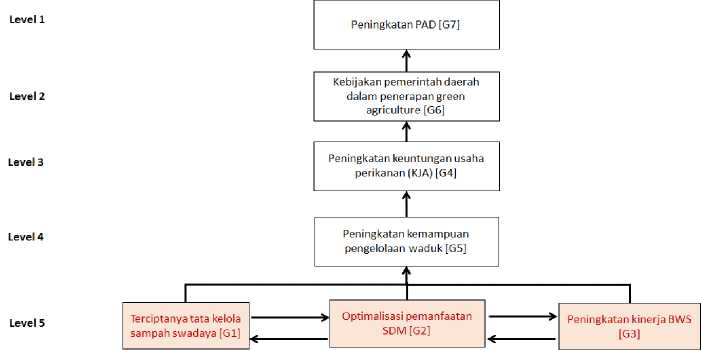 Level 1
Peningkatan PAD [G7]
Level 2
Kebijakan pemerintah daerah
dalam penerapan green
agriculture [G6]
Level 3
Peningkatan keuntungan usaha
perikanan (KJA) [G4]
Level 4
Peningkatan kemampuan
pengelolaan waduk [G5]
Level 5
Terciptanya tata kelola
sampah swadaya [G1]
Optimalisasi pemanfaatan
SDM [G2]
Peningkatan kinerja BWS
[G3]